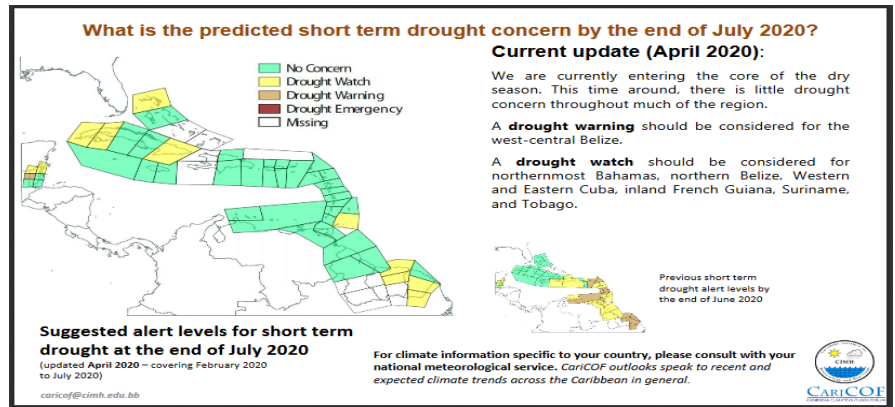 What is the predicted short term drought concern by the end of July 2020?
No Concern
Drought Watch
Drought Warning
Drought Emergency
Missing
Current update (April 2020):
We are currently entering the core of the dry
season. This time around, there is little drought
concern throughout much of the region.
A drought warning should be considered for the
west-central Belize.
A drought watch should be considered for
northernmost Bahamas, northern Belize, Western
and Eastern Cuba, inland French Guiana, Suriname,
and Tobago.
Previous short term
drought alert levels by
the end of June 2020
Suggested alert levels for short term
drought at the end of July 2020
(updated April 2020 – covering February 2020
to July 2020)
caricof@cimh.edu.bb
For climate information specific to your country, please consult with your
national meteorological service. CariCOF outlooks speak to recent and
expected climate trends across the Caribbean in general.
CIMH
CARICOF